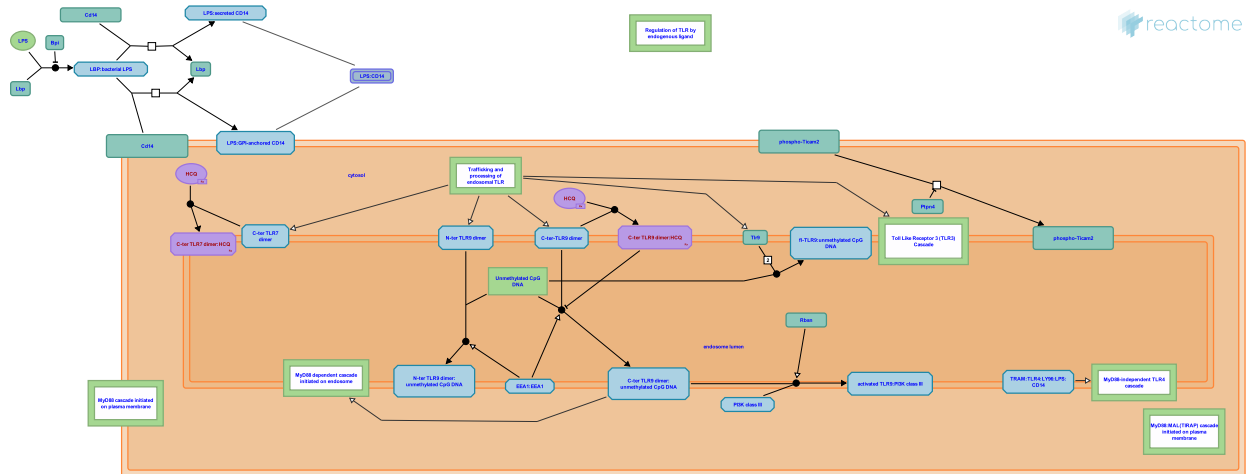 Cd14
LPS:secreted CD14
Regulation of TLR by
endogenous ligand
reactome
LPS
Bpi
LBP:bacterial LPS
Lbp
LPS:CD14
Lbp
Cd14
LPS:GPI-anchored CD14
phospho-Ticam2
HCQ
cytosol
Trafficking and
processing of
endosomal TLR
HCQ
Ptpn4
C-ter TLR7
dimer
C-ter TLR7 dimer:HCQ
N-ter TLR9 dimer
C-ter-TLR9 dimer
C-ter TLR9 dimer:HCQ
Tlr9
fl-TLR9:unmethylated CpG
DNA
Toll Like Receptor 3 (TLR3)
Cascade
phospho-Ticam2
2
Unmethylated CpG
DNA
endosome lumen
MyD88 dependent cascade
initiated on endosome
N-ter TLR9 dimer:
unmethylated CpG DNA
EEA1:EEA1
C-ter TLR9 dimer:
unmethylated CpG DNA
PI3K class III
activated TLR9:PI3K class III
TRAM:TLR4:LY96:LPS:
CD14
MyD88-independent TLR4
cascade
MyD88 cascade initiated
on plasma membrane
MyD88:MAL(TIRAP) cascade
initiated on plasma
membrane